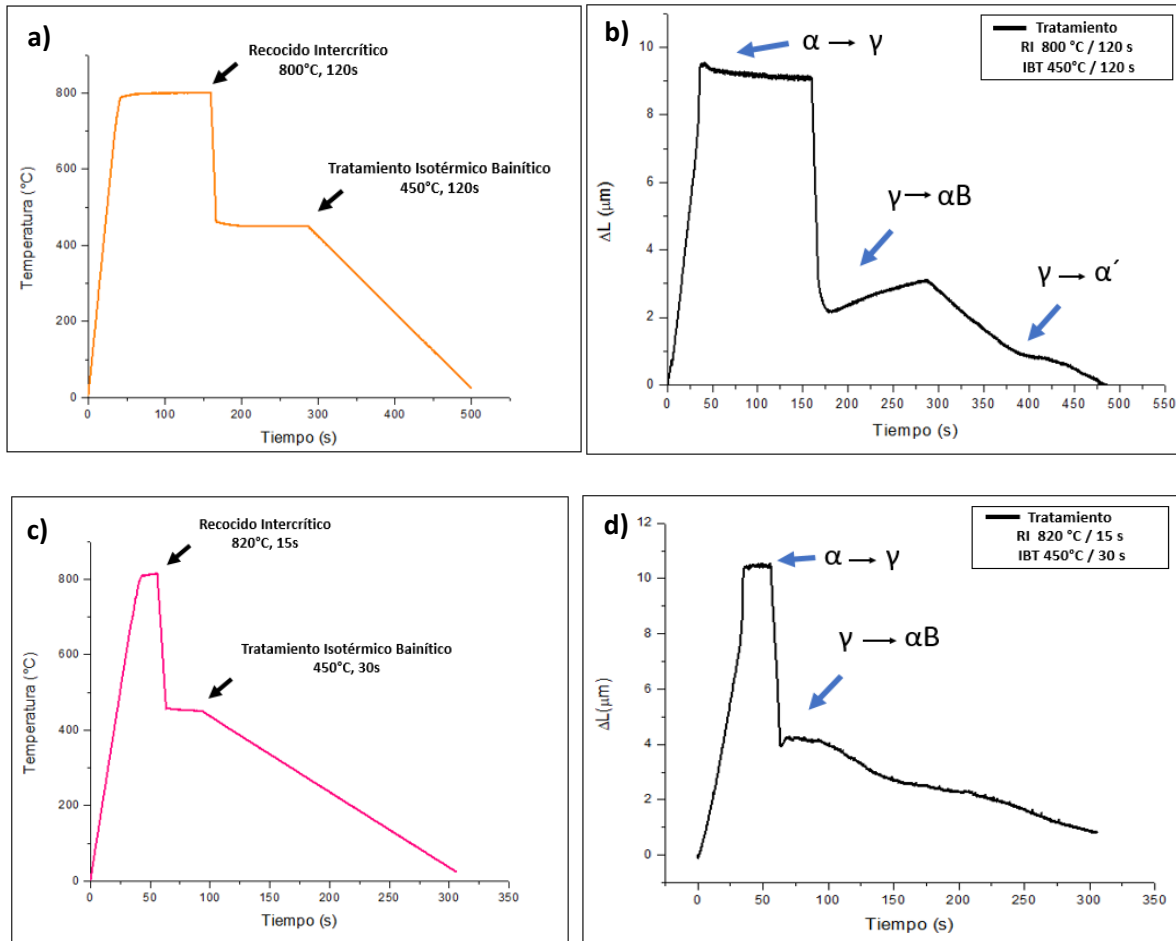 a)
Recocido Intercrítico
800°C, 120s
Tratamiento Isotérmico Bainítico
450°C, 120s
Temperatura (°C)
800
600
400
200
0
0 100 200 300 400 500
Tiempo (s)
b)
α → γ
Tratamiento
RI 800 °C / 120 s
IBT 450°C / 120 s
γ → αB
γ → α´
ΔL (μm)
10
8
6
4
2
0
0 50 100 150 200 250 300 350 400 450 500 550
Tiempo (s)
c)
Recocido Intercrítico
820°C, 15s
Tratamiento Isotérmico Bainítico
450°C, 30s
Temperatura (°C)
800
600
400
200
0
0 50 100 150 200 250 300 350
Tiempo (s)
d)
α → γ
Tratamiento
RI 820 °C / 15 s
IBT 450°C / 30 s
γ → αB
ΔL(μm)
12
10
8
6
4
2
0
0 50 100 150 200 250 300 350
Tiempo (s)